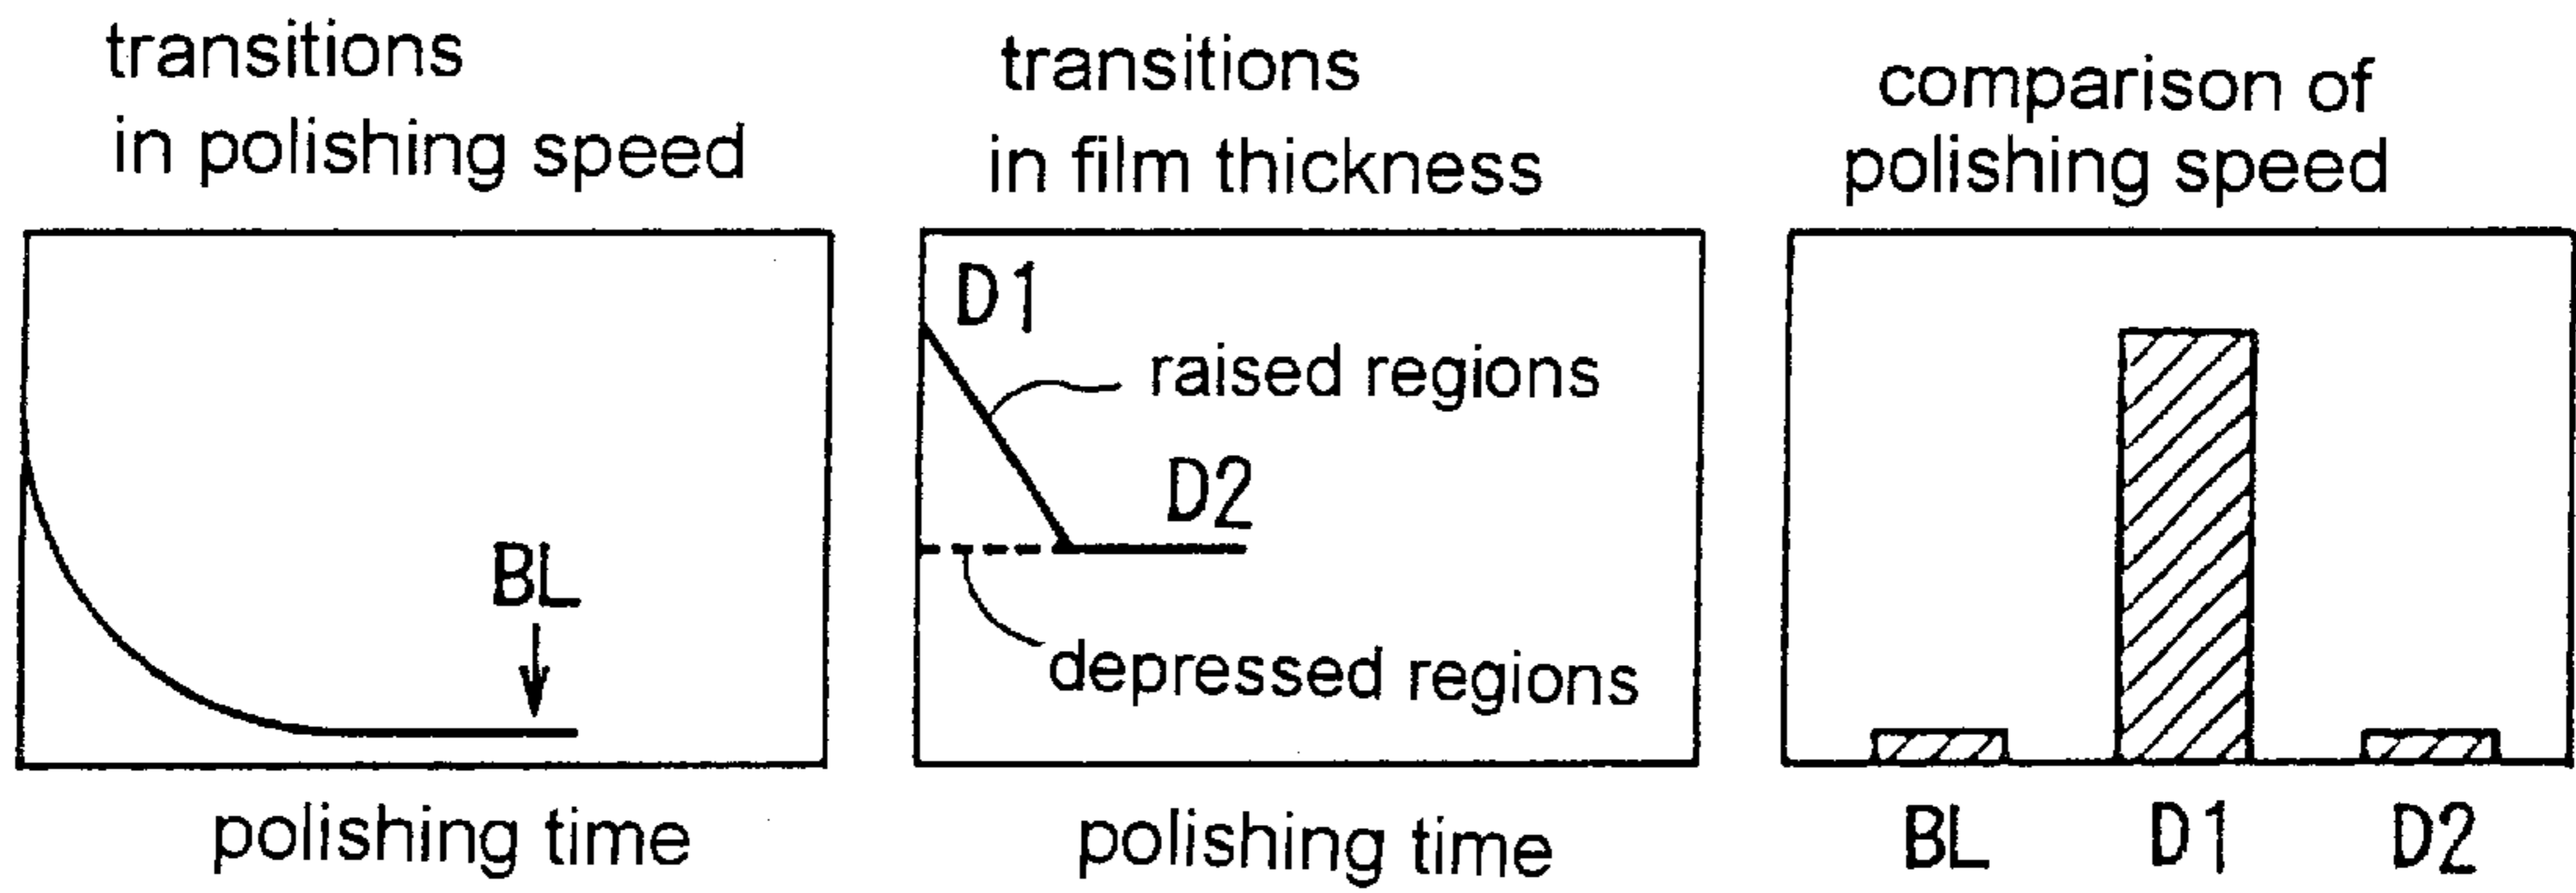 transitions
in polishing speed
BL
polishing time
transitions
in film thickness
D1
raised regions
D2
depressed regions
polishing time
comparison of
polishing speed
BL D1 D2